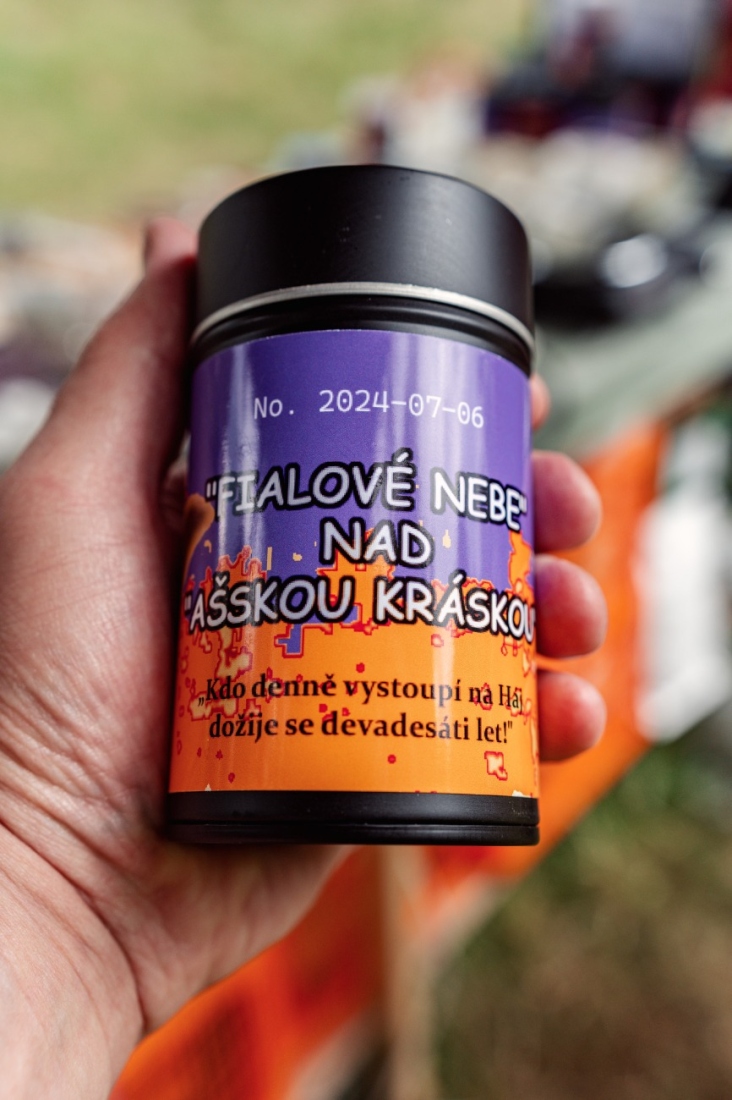 No. 2024-07-06
"FIALOVÉ NEBE"
NAD
"AŠSKOU KRÁSKOU"
„Kdo denně vystoupí na Háj
dožije se devadesáti let!"